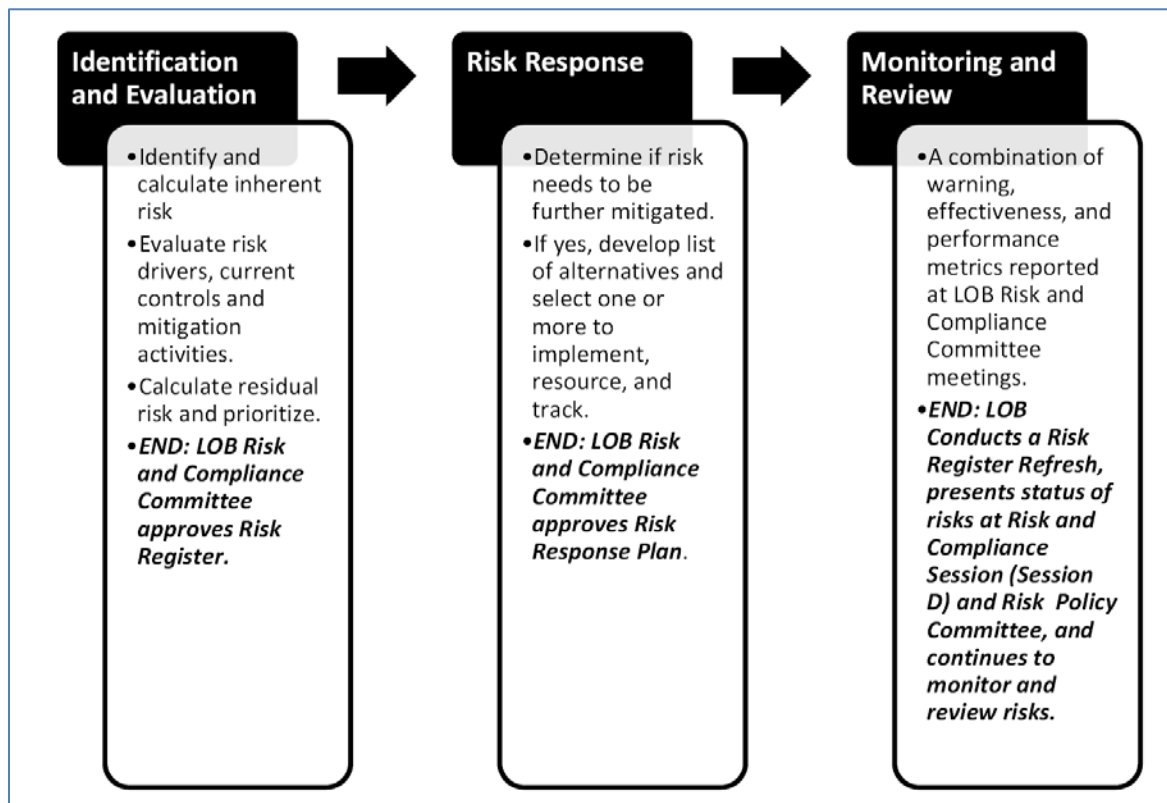 Identification
and Evaluation
•Identify and
calculate inherent
risk
•Evaluate risk
drivers, current
controls and
mitigation
activities.
•Calculate residual
risk and prioritize.
•END: LOB Risk
and Compliance
Committee
approves Risk
Register.
Risk Response
•Determine if risk
needs to be
further mitigated.
•If yes, develop list
of alternatives and
select one or
more to
implement,
resource, and
track.
•END: LOB Risk
and Compliance
Committee
approves Risk
Response Plan.
Monitoring and
Review
•A combination of
warning,
effectiveness, and
performance
metrics reported
at LOB Risk and
Compliance
Committee
meetings.
•END: LOB
Conducts a Risk
Register Refresh,
presents status of
risks at Risk and
Compliance
Session (Session
D) and Risk Policy
Committee, and
continues to
monitor and
review risks.